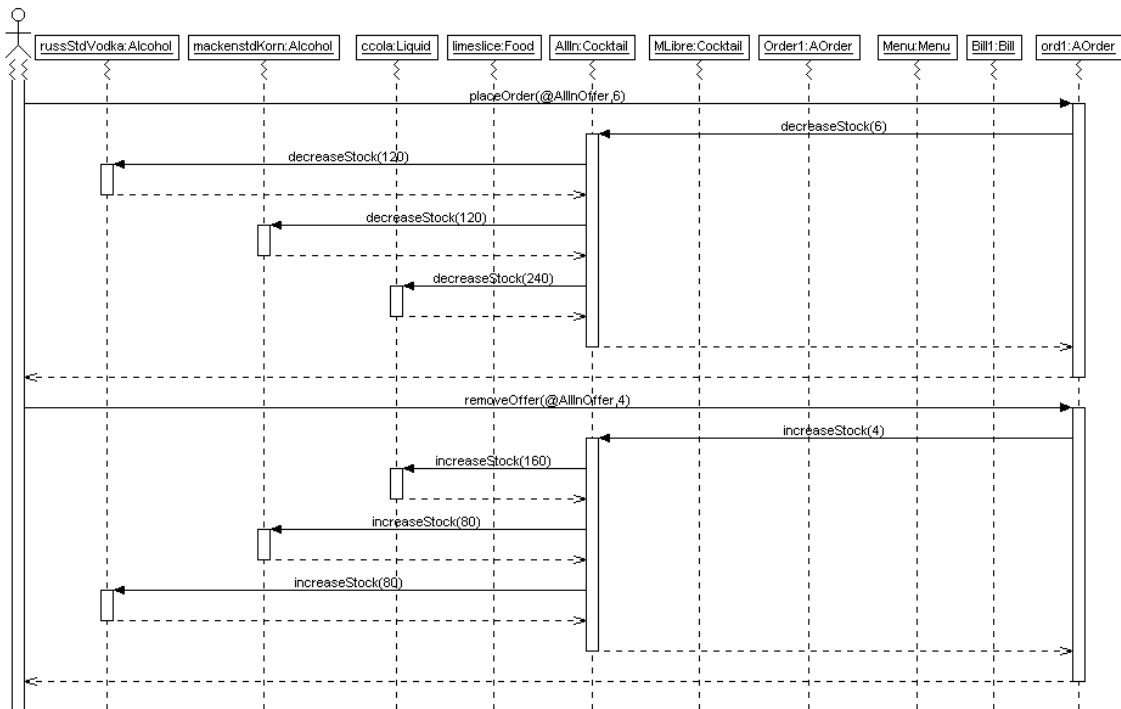 russStdVodka:Alcohol
mackenstdKorn:Alcohol
ccola:Liquid
limeslice:Food
AllIn:Cocktail
MLibre:Cocktail
Order1:AOrder
Menu:Menu
Bill1:Bill
ord1:AOrder
placeOrder(@AllInOffer,6)
decreaseStock(6)
decreaseStock(120)
decreaseStock(120)
decreaseStock(240)
removeOffer(@AllInOffer,4)
increaseStock(4)
increaseStock(160)
increaseStock(80)
increaseStock(80)